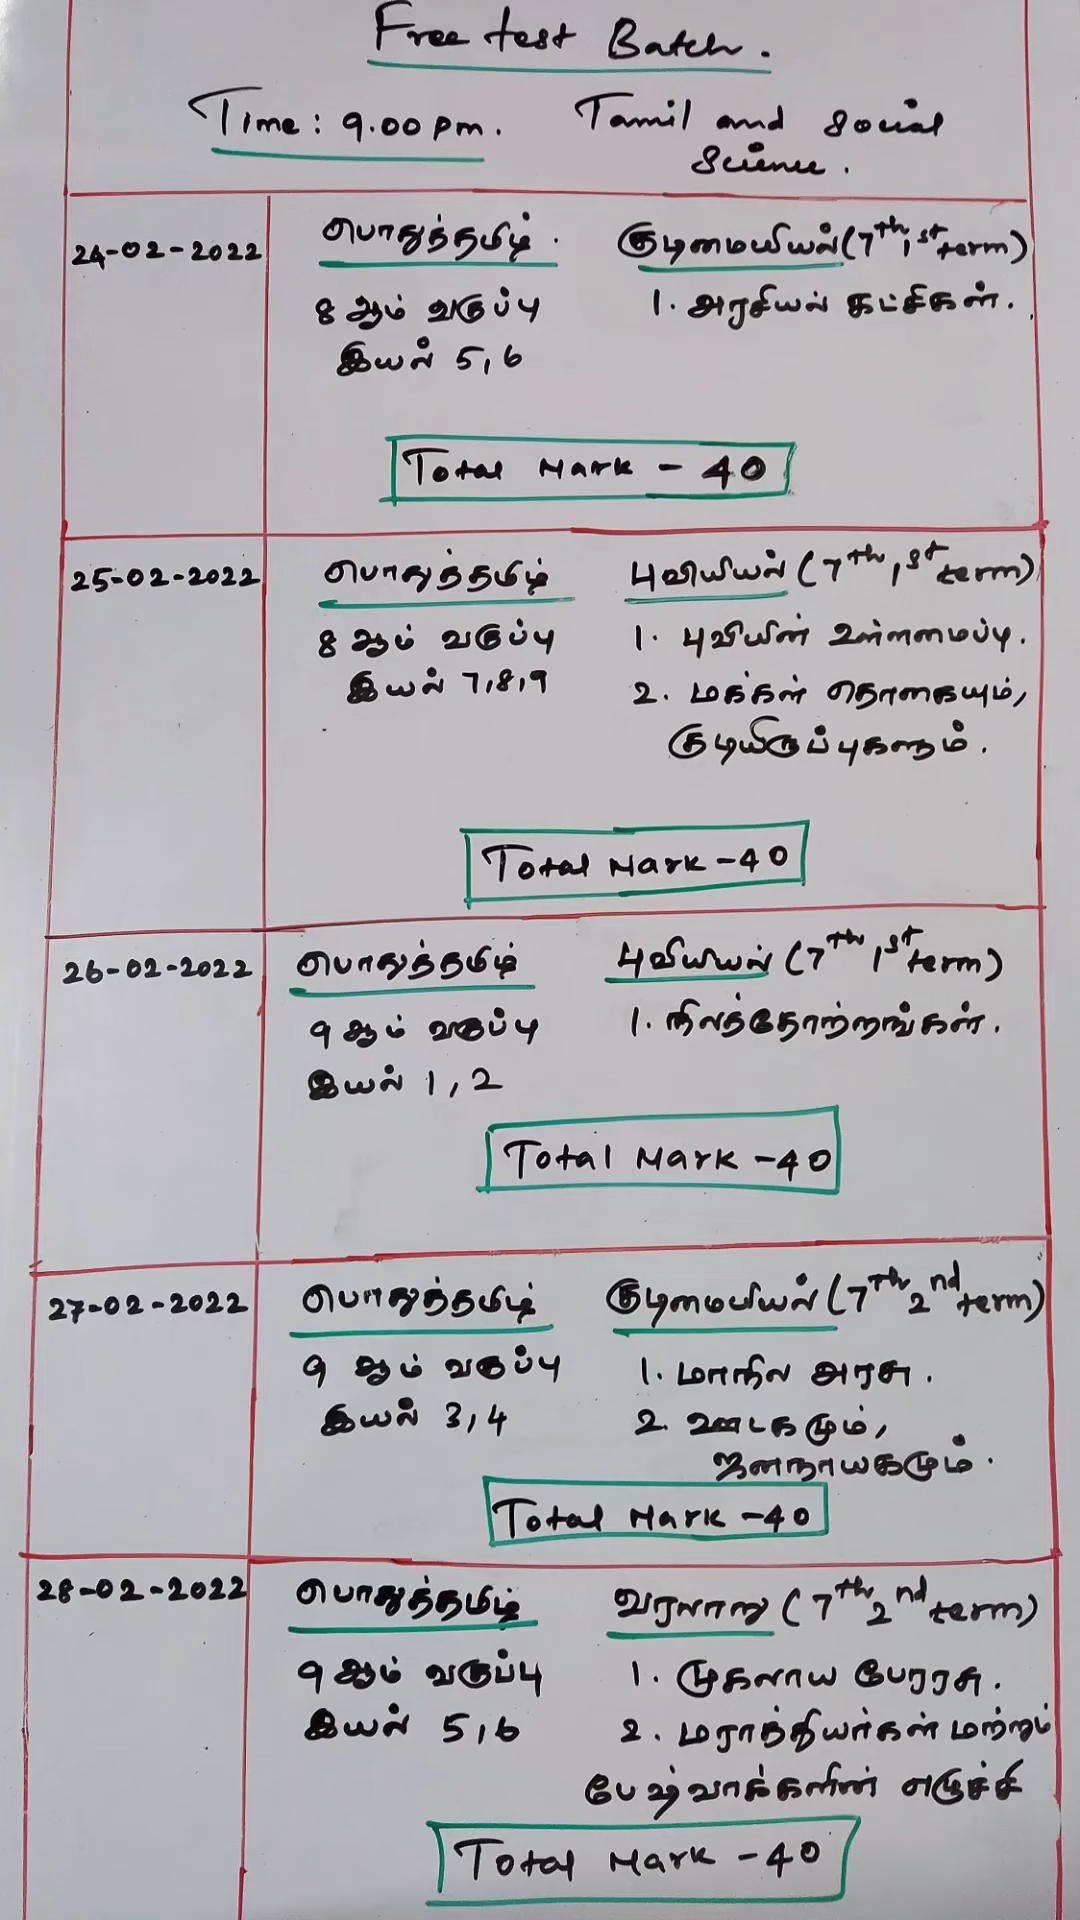 Free test Batch.
Time: 9.00 pm. Tamil and Social
Science.
24-02-2022
பொதுத்தமிழ்.
8 ஆம் வகுப்பு
இயல் 5,6
குடிமையியல் (7th, 1st term)
1. அரசியல் கட்சிகள்.
Total Mark - 40
25-02-2022
பொதுத்தமிழ்
8 ஆம் வகுப்பு
இயல் 7,8,9
புவியியல் (7th, 1st term)
1. புவியின் உள்ளமைப்பு.
2. மக்கள் தொகையும்,
குடியிருப்புகளும்.
Total Mark - 40
26-02-2022
பொதுத்தமிழ்
9 ஆம் வகுப்பு
இயல் 1, 2
புவியியல் (7th 1st term)
1. நிலத்தோற்றங்கள்.
Total Mark - 40
27-02-2022
பொதுத்தமிழ்
9 ஆம் வகுப்பு
இயல் 3,4
குடிமையியல் (7th 2nd term)
1. மாநில அரசு.
2. ஊடகமும்,
ஜனநாயகமும்.
Total Mark - 40
28-02-2022
பொதுத்தமிழ்
9 ஆம் வகுப்பு
இயல் 5,6
வரலாறு (7th 2nd term)
1. முகலாய பேரரசு.
2. மராத்தியர்கள் மற்றும்
பேஷ்வாக்களின் எழுச்சி
Total Mark - 40